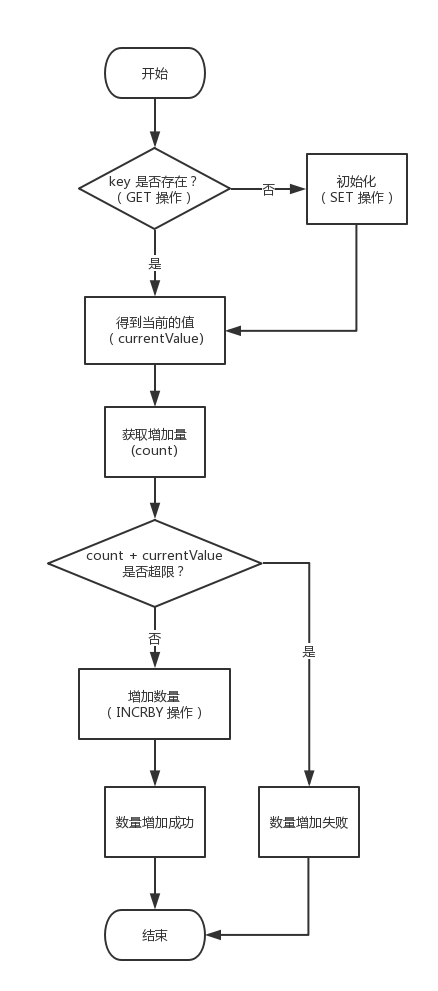 开始
key 是否存在？
（GET 操作）
否
初始化
（SET 操作）
是
得到当前的值
（currentValue)
获取增加量
(count)
count + currentValue
是否超限？
否
是
增加数量
（INCRBY 操作）
数量增加成功
数量增加失败
结束